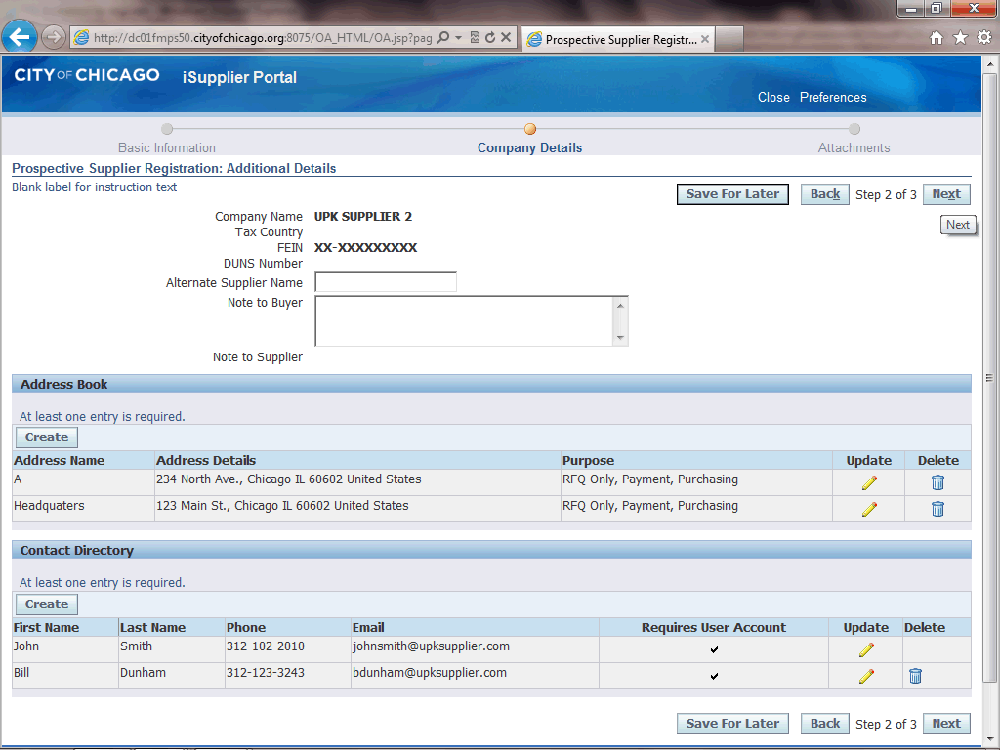 http://dc01fmps50.cityofchicago.org:8075/OA_HTML/OA.jsp?pag
Prospective Supplier Registr...
CITY OF CHICAGO iSupplier Portal
Close Preferences
Basic Information Company Details Attachments
Prospective Supplier Registration: Additional Details
Blank label for instruction text
Save For Later Back Step 2 of 3 Next
Next
Company Name UPK SUPPLIER 2
Tax Country
FEIN XX-XXXXXXXXX
DUNS Number
Alternate Supplier Name
Note to Buyer
Note to Supplier
Address Book
At least one entry is required.
Create
Address Name Address Details Purpose Update Delete
A 234 North Ave., Chicago IL 60602 United States RFQ Only, Payment, Purchasing
Headquaters 123 Main St., Chicago IL 60602 United States RFQ Only, Payment, Purchasing
Contact Directory
At least one entry is required.
Create
First Name Last Name Phone Email Requires User Account Update Delete
John Smith 312-102-2010 johnsmith@upksupplier.com
Bill Dunham 312-123-3243 bdunham@upksupplier.com
Save For Later Back Step 2 of 3 Next